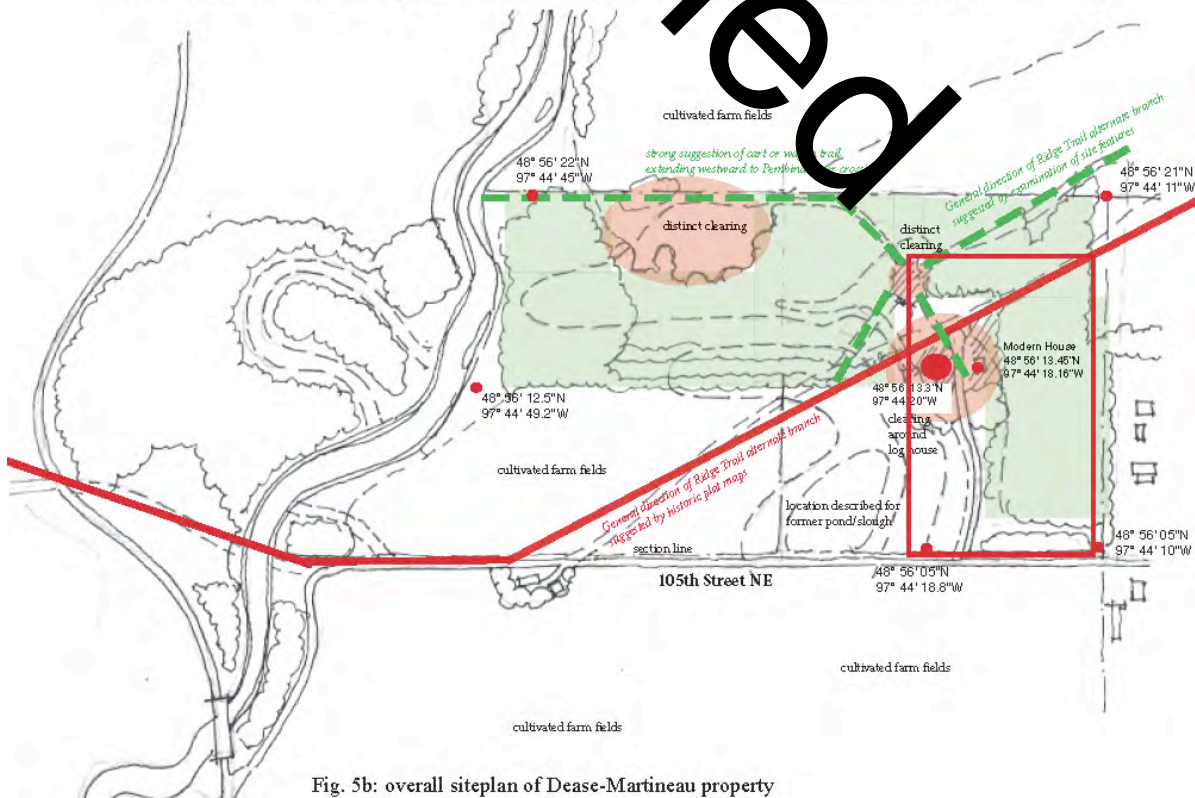 ned
cultivated farm fields
strong suggestion of cart or
trail,
extending westward to
48° 56' 22"N
97° 44' 45"W
General direction of Ridge Trail alternate branch
suggested by examination of site features
48° 56' 21"N
97° 44' 11"W
distinct clearing
distinct
clearing
Modern House
48° 56' 13.45"N
97° 44' 18.16"W
48° 56' 13.3"N
97° 44' 20"W
48° 56' 12.5"N
97° 44' 49.2"W
clearing
around
log house
General direction of Ridge Trail alternate branch
suggested by historic plat maps
cultivated farm fields
location described for
former pond/slough
section line
105th Street NE
48° 56' 05"N
97° 44' 10"W
48° 56' 05"N
97° 44' 18.8"W
cultivated farm fields
cultivated farm fields
Fig. 5b: overall siteplan of Dease-Martineau property